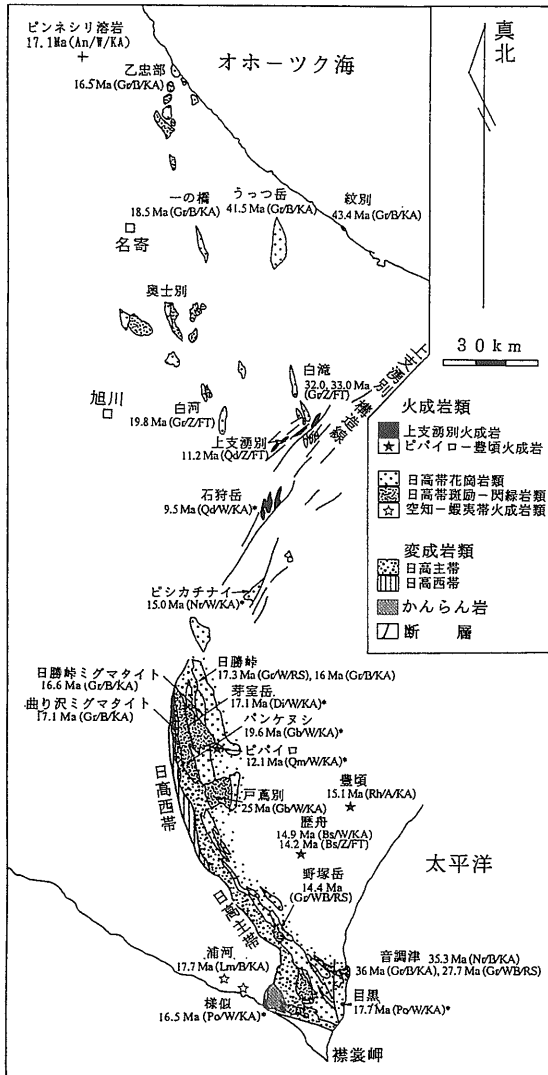 ピンネシリ溶岩
17.1Ma(An/W/KA)
オホーツク海
真北
乙忠部
16.5 Ma(Gr/B/KA)
一の橋
18.5 Ma(Gr/B/KA)
うっつ岳
41.5 Ma(Gr/B/KA)
紋別
43.4 Ma(Gr/B/KA)
名寄
奥士別
30km
上支湧別構造線
白滝
32.0, 33.0 Ma
(Gr/Z/FT)
旭川
白河
19.8 Ma(Gr/Z/FT)
上支湧別
11.2 Ma(Qd/Z/FT)
石狩岳
9.5 Ma(Qd/W/KA)*
火成岩類
上支湧別火成岩
ビバイロー豊頃火成岩
日高帯花崗岩類
日高帯斑励－閃緑岩類
空知－蝦夷帯火成岩類
変成岩類
日高主帯
日高西帯
かんらん岩
断層
ビシカチナイ
15.0 Ma(Nr/W/KA)*
日勝峠ミグマタイト
16.6 Ma(Gr/B/KA)
曲り沢ミグマタイト
17.1 Ma(Gr/B/KA)
日勝峠
17.3 Ma(Gr/W/RS), 16 Ma(Gr/B/KA)
芽室岳
17.1 Ma(Di/W/KA)*
パンケヌシ
19.6 Ma(Gb/W/KA)*
ピパイロ
12.1 Ma(Qm/W/KA)*
戸蔦別
25 Ma(Gb/W/KA)
豊頃
15.1 Ma(Rh/A/KA)
歴舟
14.9 Ma(Bs/W/KA)
14.2 Ma(Bs/Z/FT)
日高西帯
日高主帯
野塚岳
14.4 Ma
(Gr/WB/RS)
太平洋
浦河
17.7 Ma(Lm/B/KA)
様似
16.5 Ma(Po/W/KA)*
音調津 35.3 Ma(Nr/B/KA)
36 Ma(Gr/B/KA), 27.7 Ma(Gr/WB/RS)
目黒
17.7 Ma(Po/W/KA)*
襟裳岬